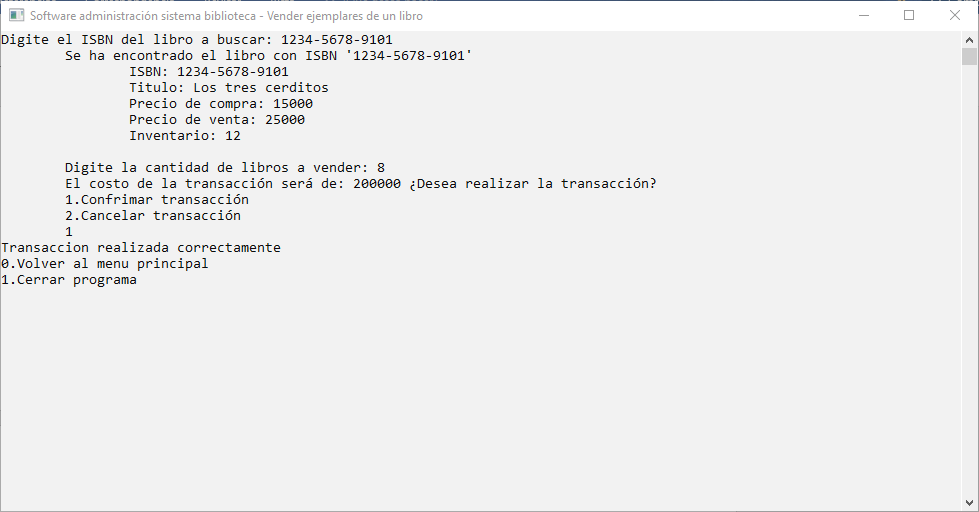 Software administración sistema biblioteca - Vender ejemplares de un libro
Digite el ISBN del libro a buscar: 1234-5678-9101
Se ha encontrado el libro con ISBN '1234-5678-9101'
ISBN: 1234-5678-9101
Titulo: Los tres cerditos
Precio de compra: 15000
Precio de venta: 25000
Inventario: 12
Digite la cantidad de libros a vender: 8
El costo de la transacción será de: 200000 ¿Desea realizar la transacción?
1.Confrimar transacción
2.Cancelar transacción
1
Transaccion realizada correctamente
0.Volver al menu principal
1.Cerrar programa